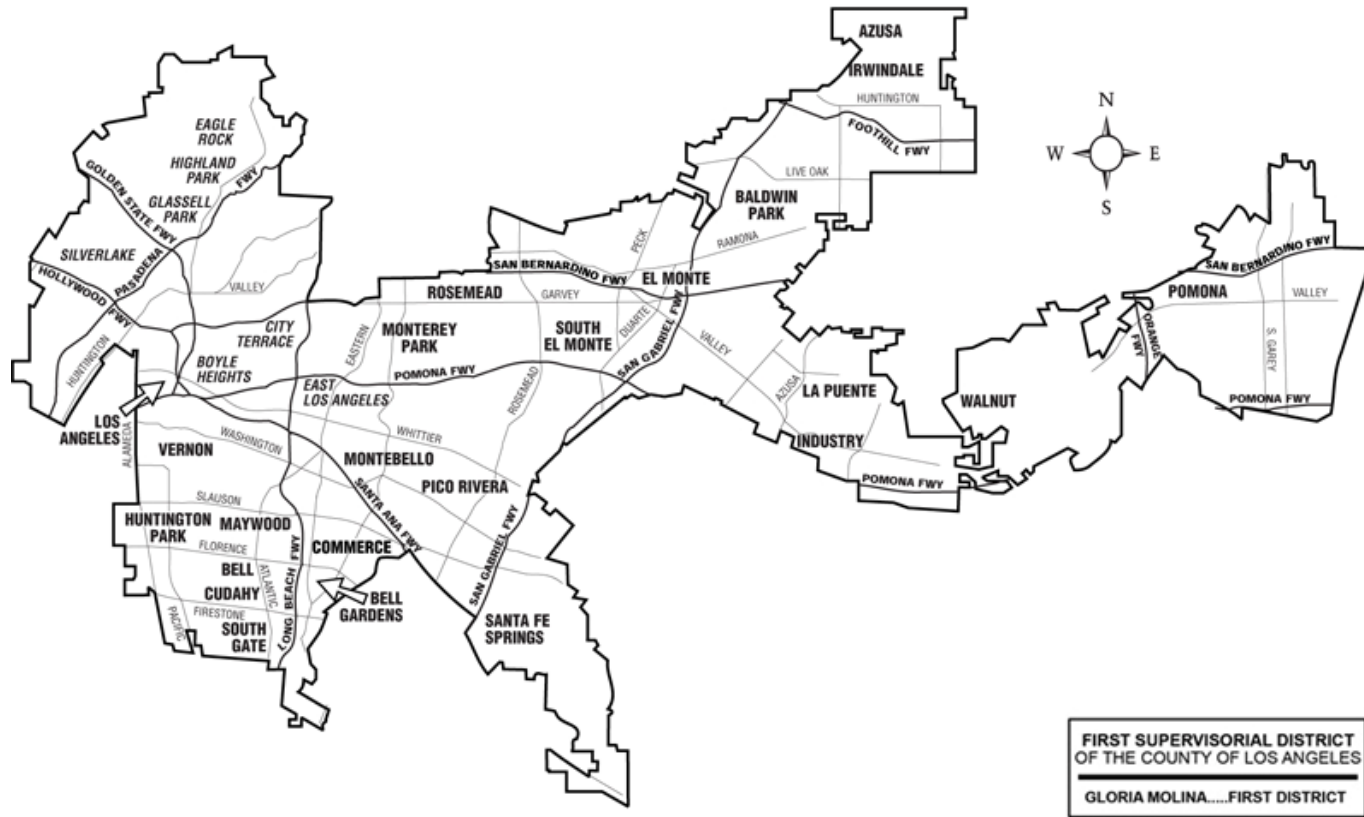 AZUSA
IRWINDALE
HUNTINGTON
FOOTHILL FWY
N
W
E
S
EAGLE
ROCK
HIGHLAND
PARK
GLASSELL
PARK
GOLDEN STATE FWY
PASADENA FWY
SILVERLAKE
HOLLYWOOD FWY
LIVE OAK
BALDWIN
PARK
PECK
RAMONA
SAN BERNARDINO FWY
EL MONTE
SAN BERNARDINO FWY
POMONA
VALLEY
ORANGE FWY
S. GAREY
POMONA FWY
VALLEY
ROSEMEAD
GARVEY
DUARTE
CITY
TERRACE
EASTERN
MONTEREY
PARK
SOUTH
EL MONTE
SAN GABRIEL FWY
VALLEY
HUNTINGTON
BOYLE
HEIGHTS
POMONA FWY
EAST
LOS ANGELES
ROSEMEAD
AZUSA
LA PUENTE
WALNUT
LOS
ANGELES
ALAMEDA
VERNON
WASHINGTON
WHITTIER
INDUSTRY
POMONA FWY
MONTEBELLO
PICO RIVERA
SANTA ANA FWY
SAN GABRIEL FWY
SLAUSON
HUNTINGTON
PARK
MAYWOOD
FLORENCE
COMMERCE
BELL
ATLANTIC
LONG BEACH FWY
CUDAHY
BELL
GARDENS
PACIFIC
FIRESTONE
SOUTH
GATE
SANTA FE
SPRINGS
FIRST SUPERVISORIAL DISTRICT
OF THE COUNTY OF LOS ANGELES
GLORIA MOLINA.....FIRST DISTRICT